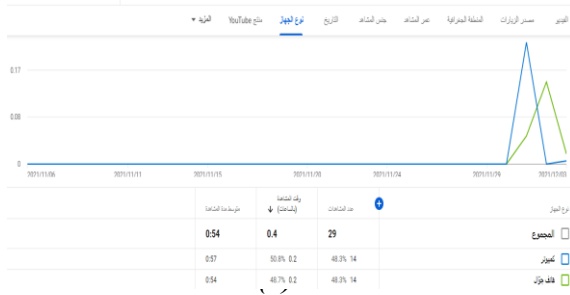 الفيديو مصدر الزيارات المنطقة الجغرافية عمر المشاهد جنس المشاهد التاريخ نوع الجهاز منتج YouTube المزيد
0.17
0.08
0
2021/11/06 2021/11/11 2021/11/15 2021/11/20 2021/11/24 2021/11/29 2021/12/03
نوع الجهاز عدد المشاهدات وقت المشاهدة (بالساعات) متوسط مدة المشاهدة
المجموع 29 0.4 0:54
كمبيوتر 14 48.3% 0.2 50.8% 0:57
هاتف جوّال 14 48.3% 0.2 48.7% 0:54